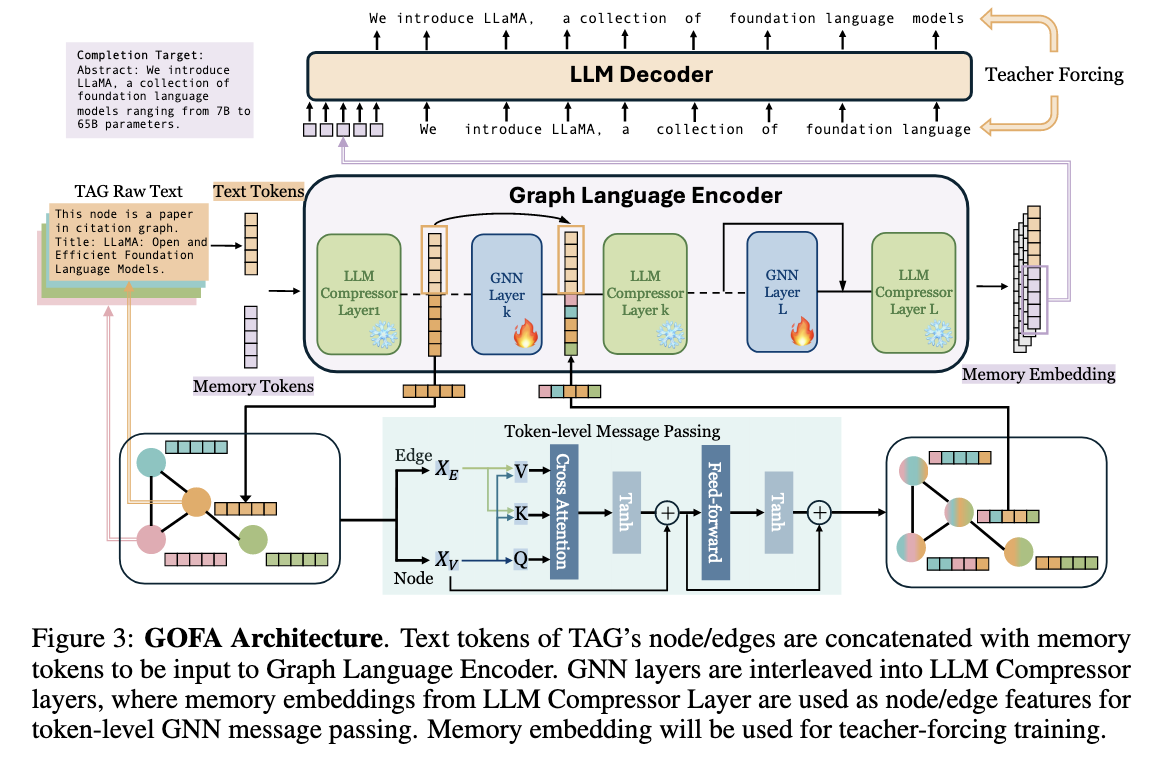 We introduce LLaMA, a collection of foundation language models
Completion Target:
Abstract: We introduce
LLaMA, a collection of
foundation language
models ranging from 7B to
65B parameters.
LLM Decoder
Teacher Forcing
We introduce LLaMA, a collection of foundation language
TAG Raw Text
Text Tokens
This node is a paper
in citation graph.
Title: LLaMA: Open and
Efficient Foundation
Language Models.
Memory Tokens
Graph Language Encoder
LLM
Compressor
Layer1
GNN
Layer
k
LLM
Compressor
Layer k
GNN
Layer
L
LLM
Compressor
Layer L
Memory Embedding
Token-level Message Passing
Edge
X_E
X_V
Node
V
K
Q
Cross Attention
Tanh
Feed-forward
Tanh
Figure 3: GOFA Architecture. Text tokens of TAG's node/edges are concatenated with memory
tokens to be input to Graph Language Encoder. GNN layers are interleaved into LLM Compressor
layers, where memory embeddings from LLM Compressor Layer are used as node/edge features for
token-level GNN message passing. Memory embedding will be used for teacher-forcing training.